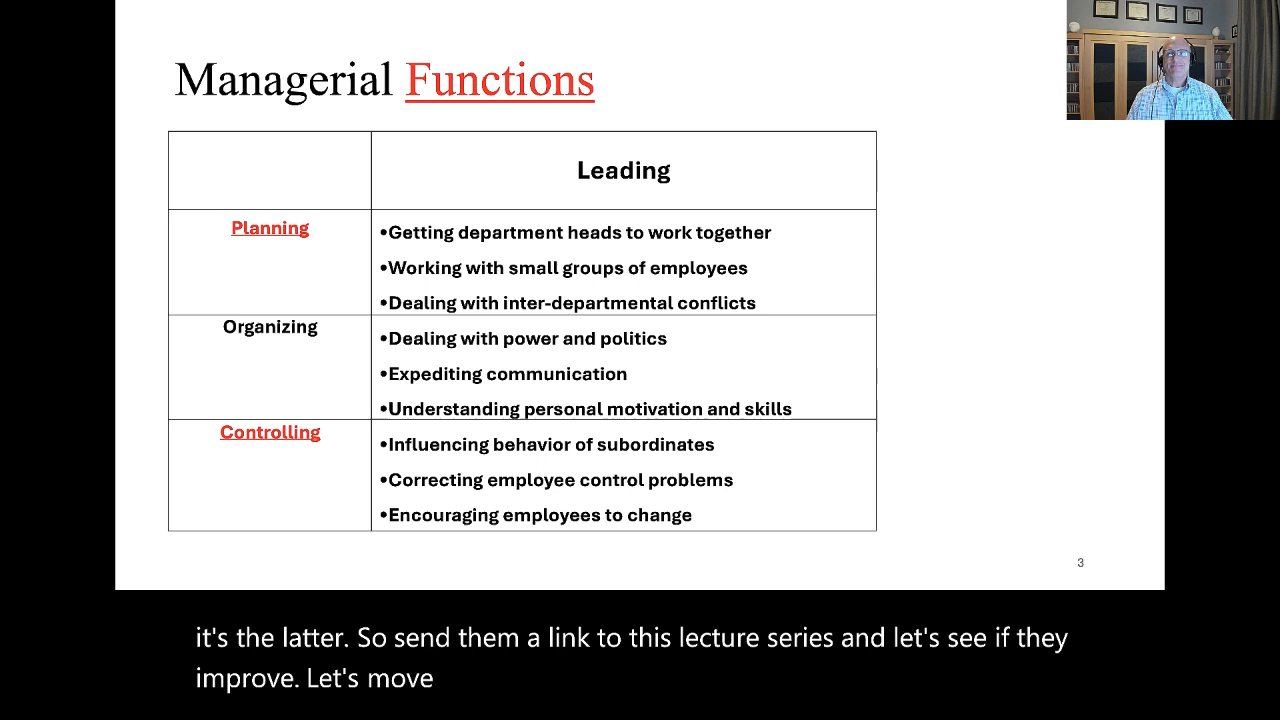 Managerial Functions
Leading
Planning
•Getting department heads to work together
•Working with small groups of employees
•Dealing with inter-departmental conflicts
Organizing
•Dealing with power and politics
•Expediting communication
•Understanding personal motivation and skills
Controlling
•Influencing behavior of subordinates
•Correcting employee control problems
•Encouraging employees to change
3
it's the latter. So send them a link to this lecture series and let's see if they
improve. Let's move